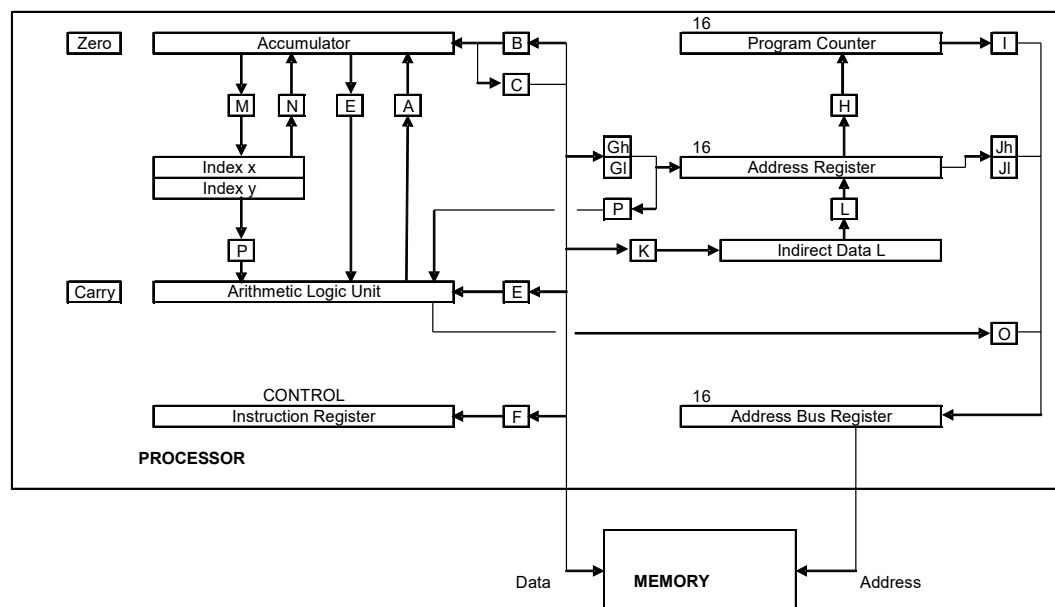 16
16
Zero
Accumulator
B
Program Counter
I
C
M
N
E
A
H
Gh
Gl
16
Address Register
Jh
Jl
Index x
Index y
P
L
P
K
Indirect Data L
Carry
Arithmetic Logic Unit
E
O
CONTROL
16
Instruction Register
F
Address Bus Register
PROCESSOR
Data
MEMORY
Address